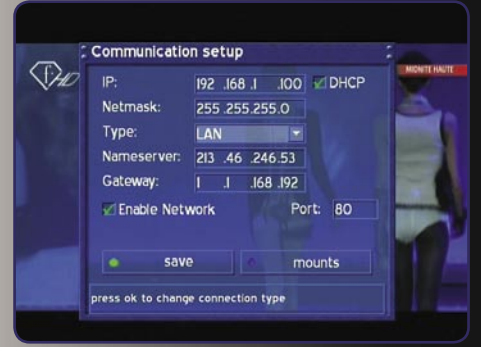 Communication setup
MIDNITE HAUTE
IP: 192 .168 .1 .100 DHCP
Netmask: 255 .255.255.0
Type: LAN
Nameserver: 213 .46 .246.53
Gateway: 1 .1 .168 .192
Enable Network Port: 80
save mounts
press ok to change connection type